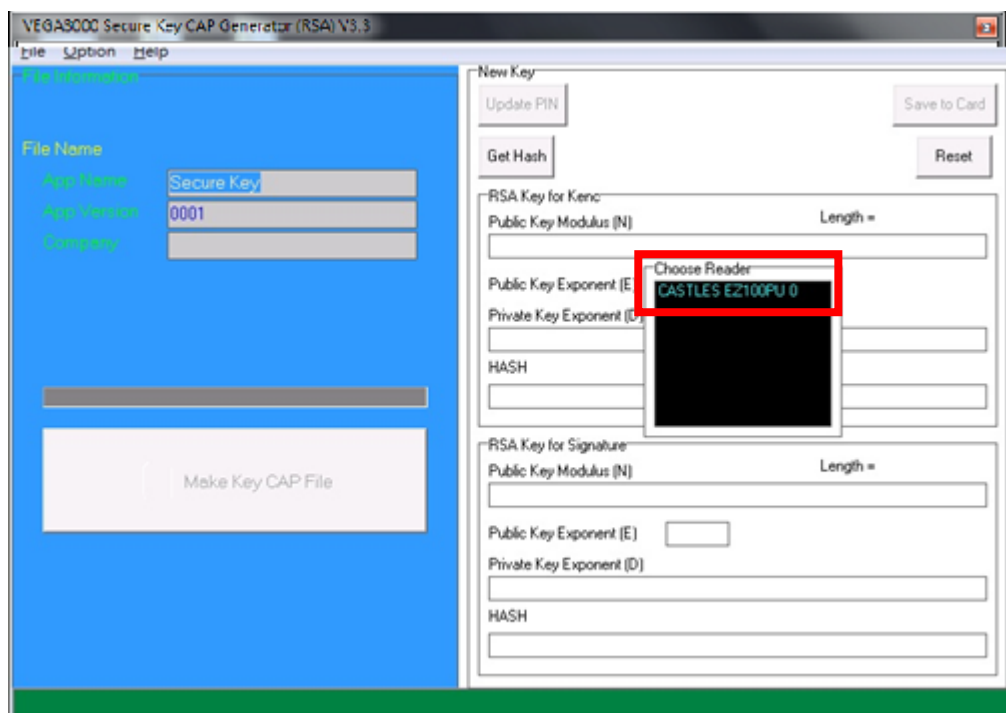 VEGA3000 Secure Key CAP Generator (RSA) V3.3
File Option Help
File Information
File Name
App Name Secure Key
App Version 0001
Company
Make Key CAP File
New Key
Update PIN Save to Card
Get Hash Reset
RSA Key for Kenc
Public Key Modulus (N) Length =
Choose Reader
CASTLES EZ100PU 0
Public Key Exponent (E)
Private Key Exponent (D)
HASH
RSA Key for Signature
Public Key Modulus (N) Length =
Public Key Exponent (E)
Private Key Exponent (D)
HASH